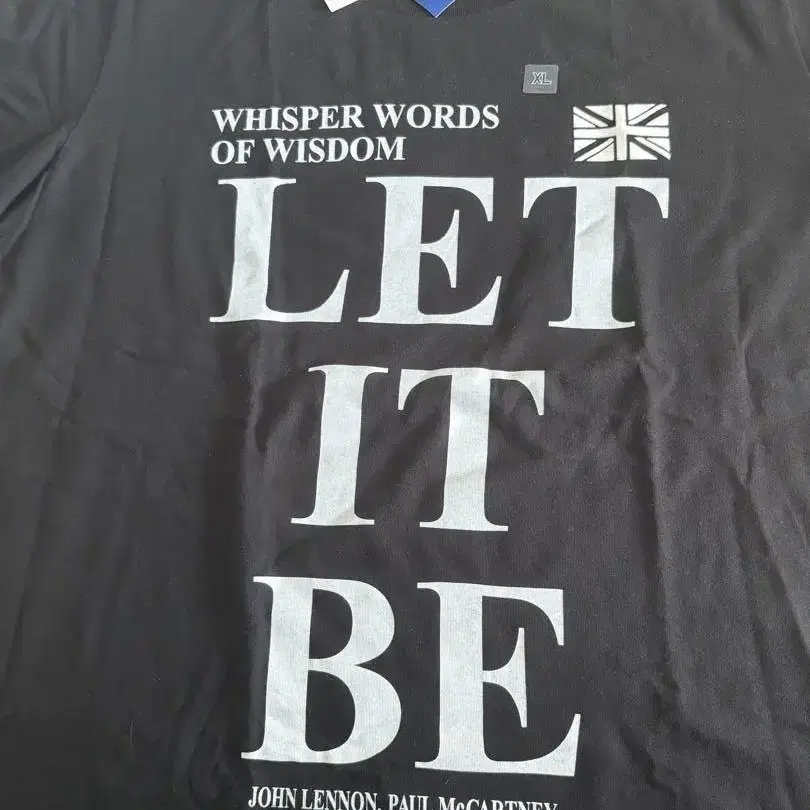 XL
WHISPER WORDS
OF WISDOM
LET
IT
BE
JOHN LENNON, PAUL McCARTNEY